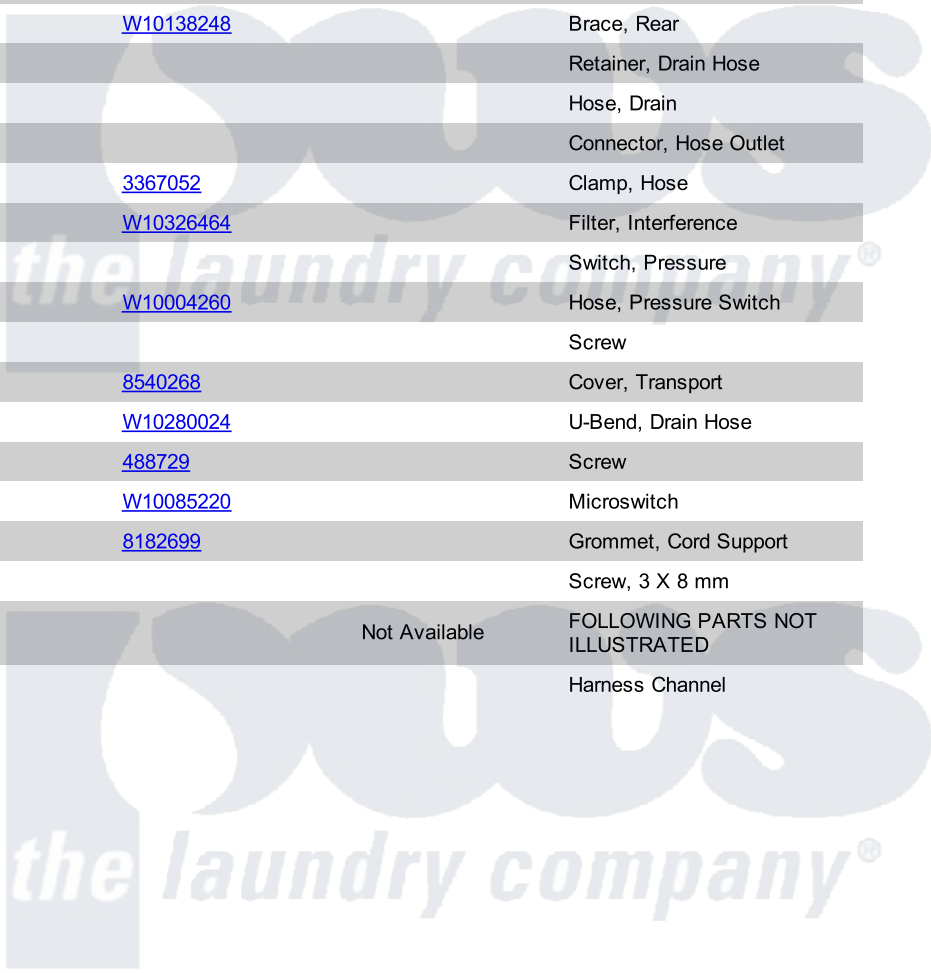 W10138248 Brace, Rear
Retainer, Drain Hose
Hose, Drain
Connector, Hose Outlet
3367052 Clamp, Hose
W10326464 Filter, Interference
Switch, Pressure
W10004260 Hose, Pressure Switch
Screw
8540268 Cover, Transport
W10280024 U-Bend, Drain Hose
488729 Screw
W10085220 Microswitch
8182699 Grommet, Cord Support
Screw, 3 X 8 mm
Not Available FOLLOWING PARTS NOT
ILLUSTRATED
Harness Channel
pws
the laundry company®
pws
the laundry company®